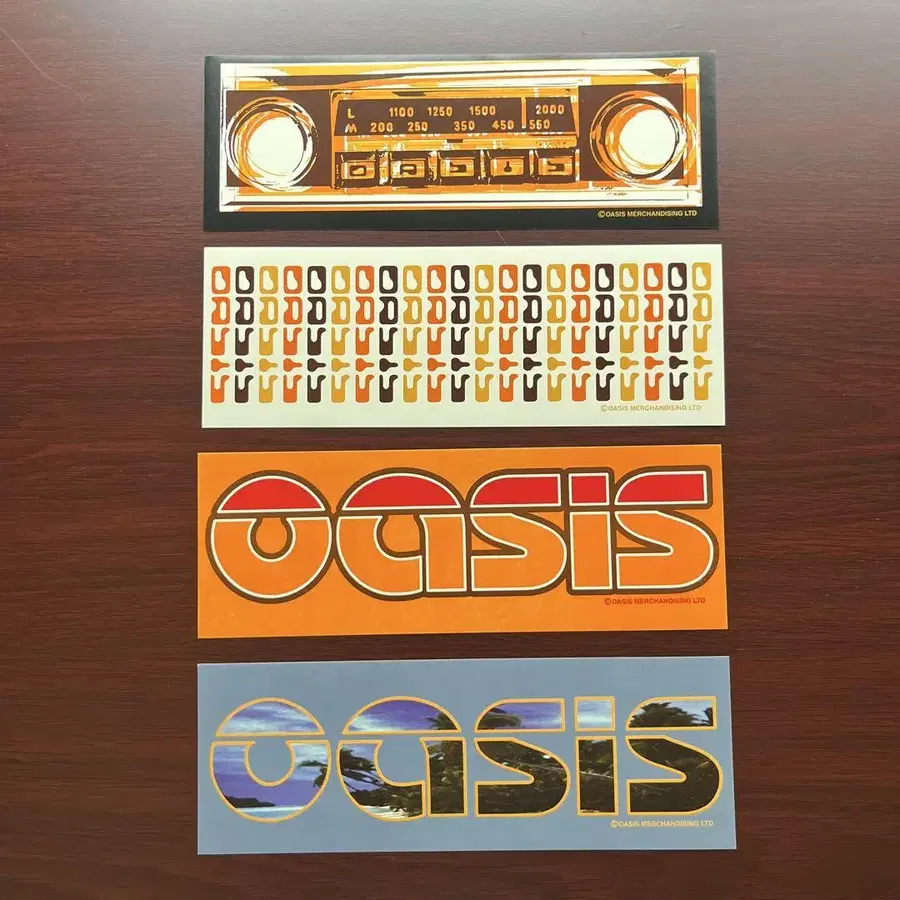 L 1100 1250 1500 2000
M 200 250 350 450 550
©OASIS MERCHANDISING LTD
©OASIS MERCHANDISING LTD
oasis
©OASIS MERCHANDISING LTD
oasis
©OASIS MERCHANDISING LTD